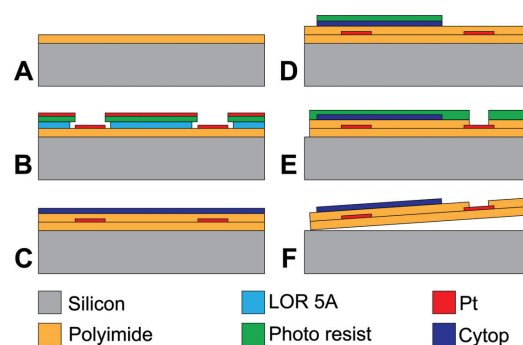 A
D
B
E
C
F
Silicon
LOR 5A
Pt
Polyimide
Photo resist
Cytop